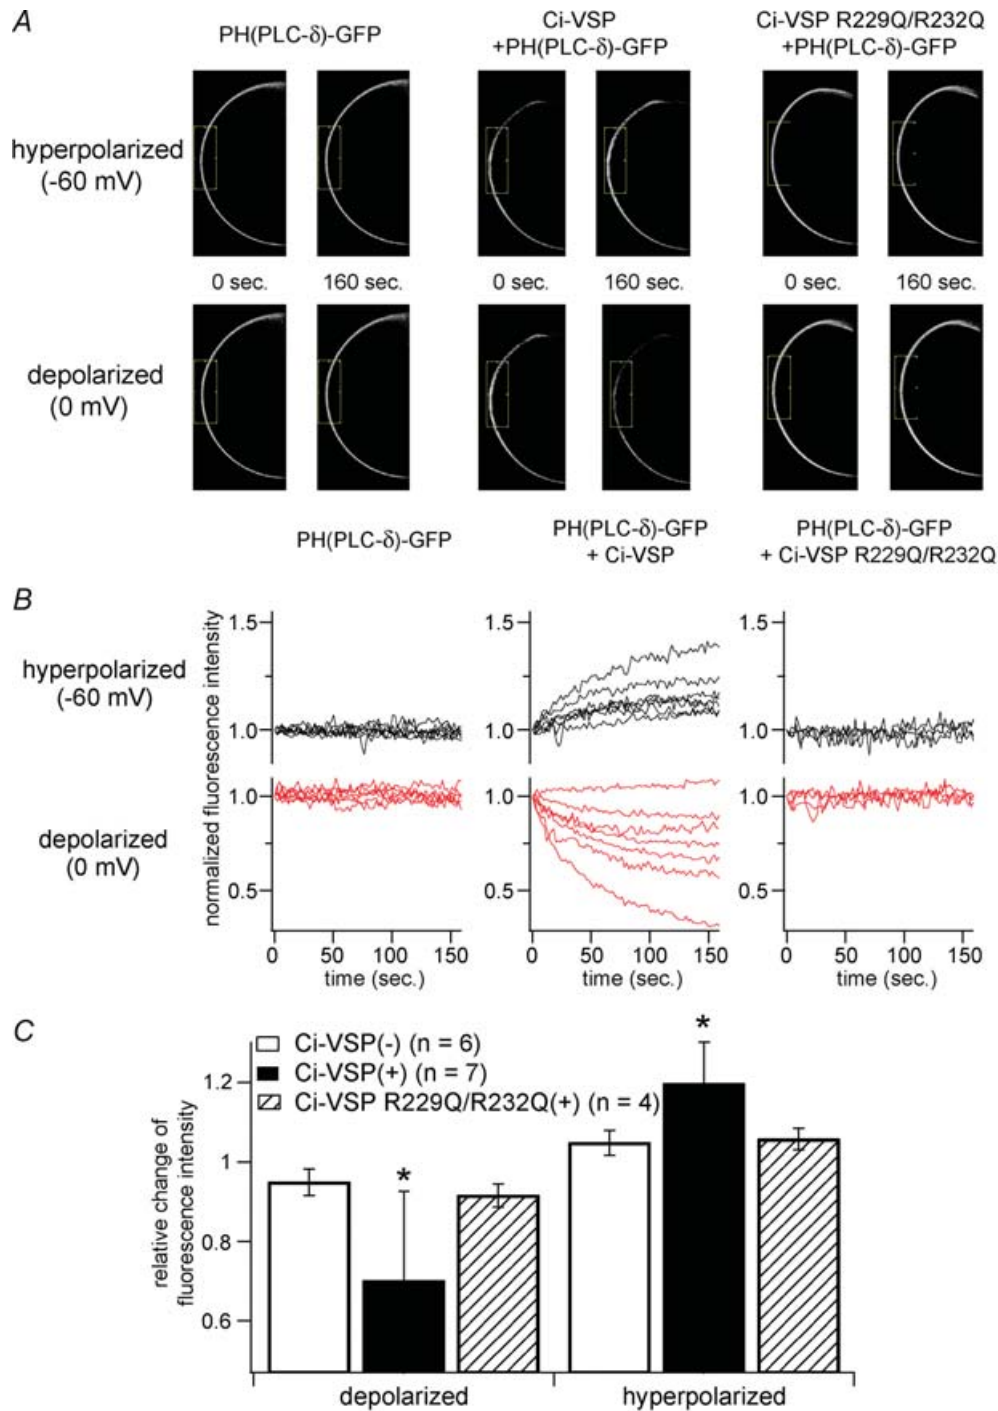 A
PH(PLC-δ)-GFP
Ci-VSP
+PH(PLC-δ)-GFP
Ci-VSP R229Q/R232Q
+PH(PLC-δ)-GFP
hyperpolarized
(-60 mV)
0 sec.
160 sec.
0 sec.
160 sec.
0 sec.
160 sec.
depolarized
(0 mV)
PH(PLC-δ)-GFP
PH(PLC-δ)-GFP
+ Ci-VSP
PH(PLC-δ)-GFP
+ Ci-VSP R229Q/R232Q
B
hyperpolarized
(-60 mV)
depolarized
(0 mV)
normalized fluorescence intensity
1.5
1.0
1.0
0.5
0 50 100 150
time (sec.)
1.5
1.0
1.0
0.5
0 50 100 150
time (sec.)
1.5
1.0
1.0
0.5
0 50 100 150
time (sec.)
C
relative change of
fluorescence intensity
1.2
1
0.8
0.6
Ci-VSP(-) (n = 6)
Ci-VSP(+) (n = 7)
Ci-VSP R229Q/R232Q(+) (n = 4)
*
*
depolarized
hyperpolarized